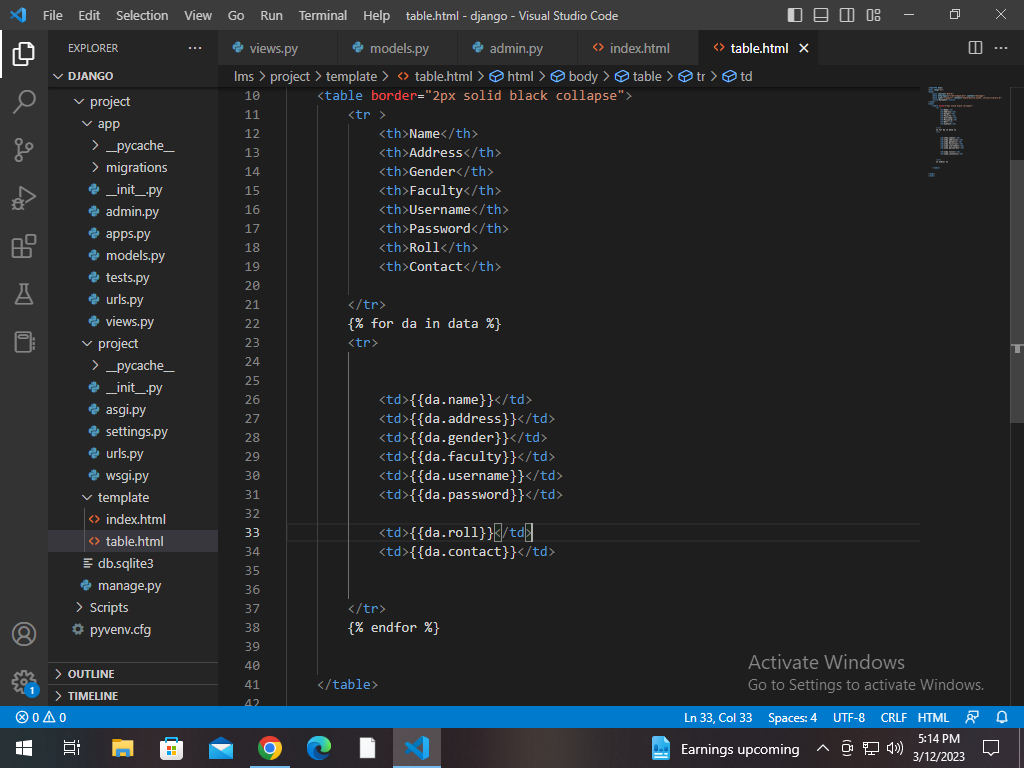 File Edit Selection View Go Run Terminal Help table.html - django - Visual Studio Code
EXPLORER ···
views.py models.py admin.py index.html table.html
DJANGO
lms > project > template > table.html > html > body > table > tr > td
project
app
__pycache__
migrations
__init__.py
admin.py
apps.py
models.py
tests.py
urls.py
views.py
project
__pycache__
__init__.py
asgi.py
settings.py
urls.py
wsgi.py
template
index.html
table.html
db.sqlite3
manage.py
Scripts
pyvenv.cfg
OUTLINE
TIMELINE
10 <table border="2px solid black collapse">
11 <tr >
12 <th>Name</th>
13 <th>Address</th>
14 <th>Gender</th>
15 <th>Faculty</th>
16 <th>Username</th>
17 <th>Password</th>
18 <th>Roll</th>
19 <th>Contact</th>
20
21 </tr>
22 {% for da in data %}
23 <tr>
24
25
26 <td>{{da.name}}</td>
27 <td>{{da.address}}</td>
28 <td>{{da.gender}}</td>
29 <td>{{da.faculty}}</td>
30 <td>{{da.username}}</td>
31 <td>{{da.password}}</td>
32
33 <td>{{da.roll}}</td>
34 <td>{{da.contact}}</td>
35
36
37 </tr>
38 {% endfor %}
39
40
41 </table>
42
Activate Windows
Go to Settings to activate Windows.
1
0 0 Ln 33, Col 33 Spaces: 4 UTF-8 CRLF HTML
Earnings upcoming
5:14 PM
3/12/2023